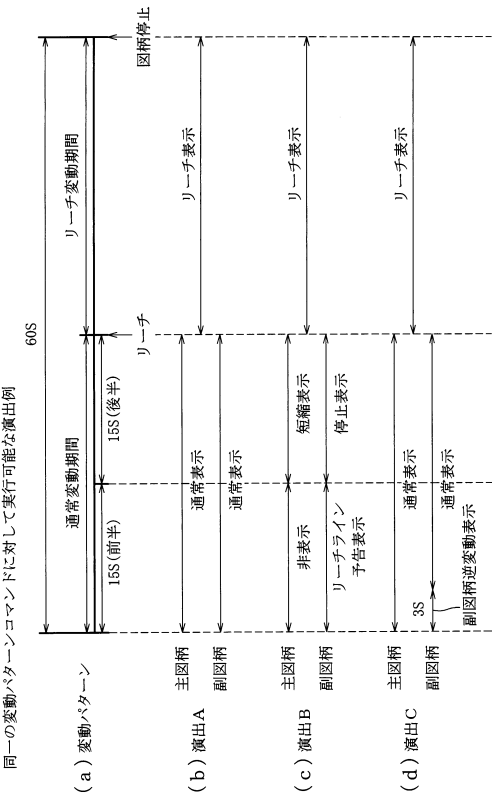 同一の変動パターンコマンドに対して実行可能な演出例
60S
(a)変動パターン
通常変動期間
リーチ変動期間
15S(前半)
15S(後半)
リーチ
図柄停止
(b)演出A
主図柄
通常表示
副図柄
通常表示
リーチ表示
(c)演出B
主図柄
非表示
短縮表示
副図柄
リーチライン
予告表示
停止表示
リーチ表示
(d)演出C
主図柄
通常表示
副図柄
3S
副図柄逆変動表示
通常表示
リーチ表示